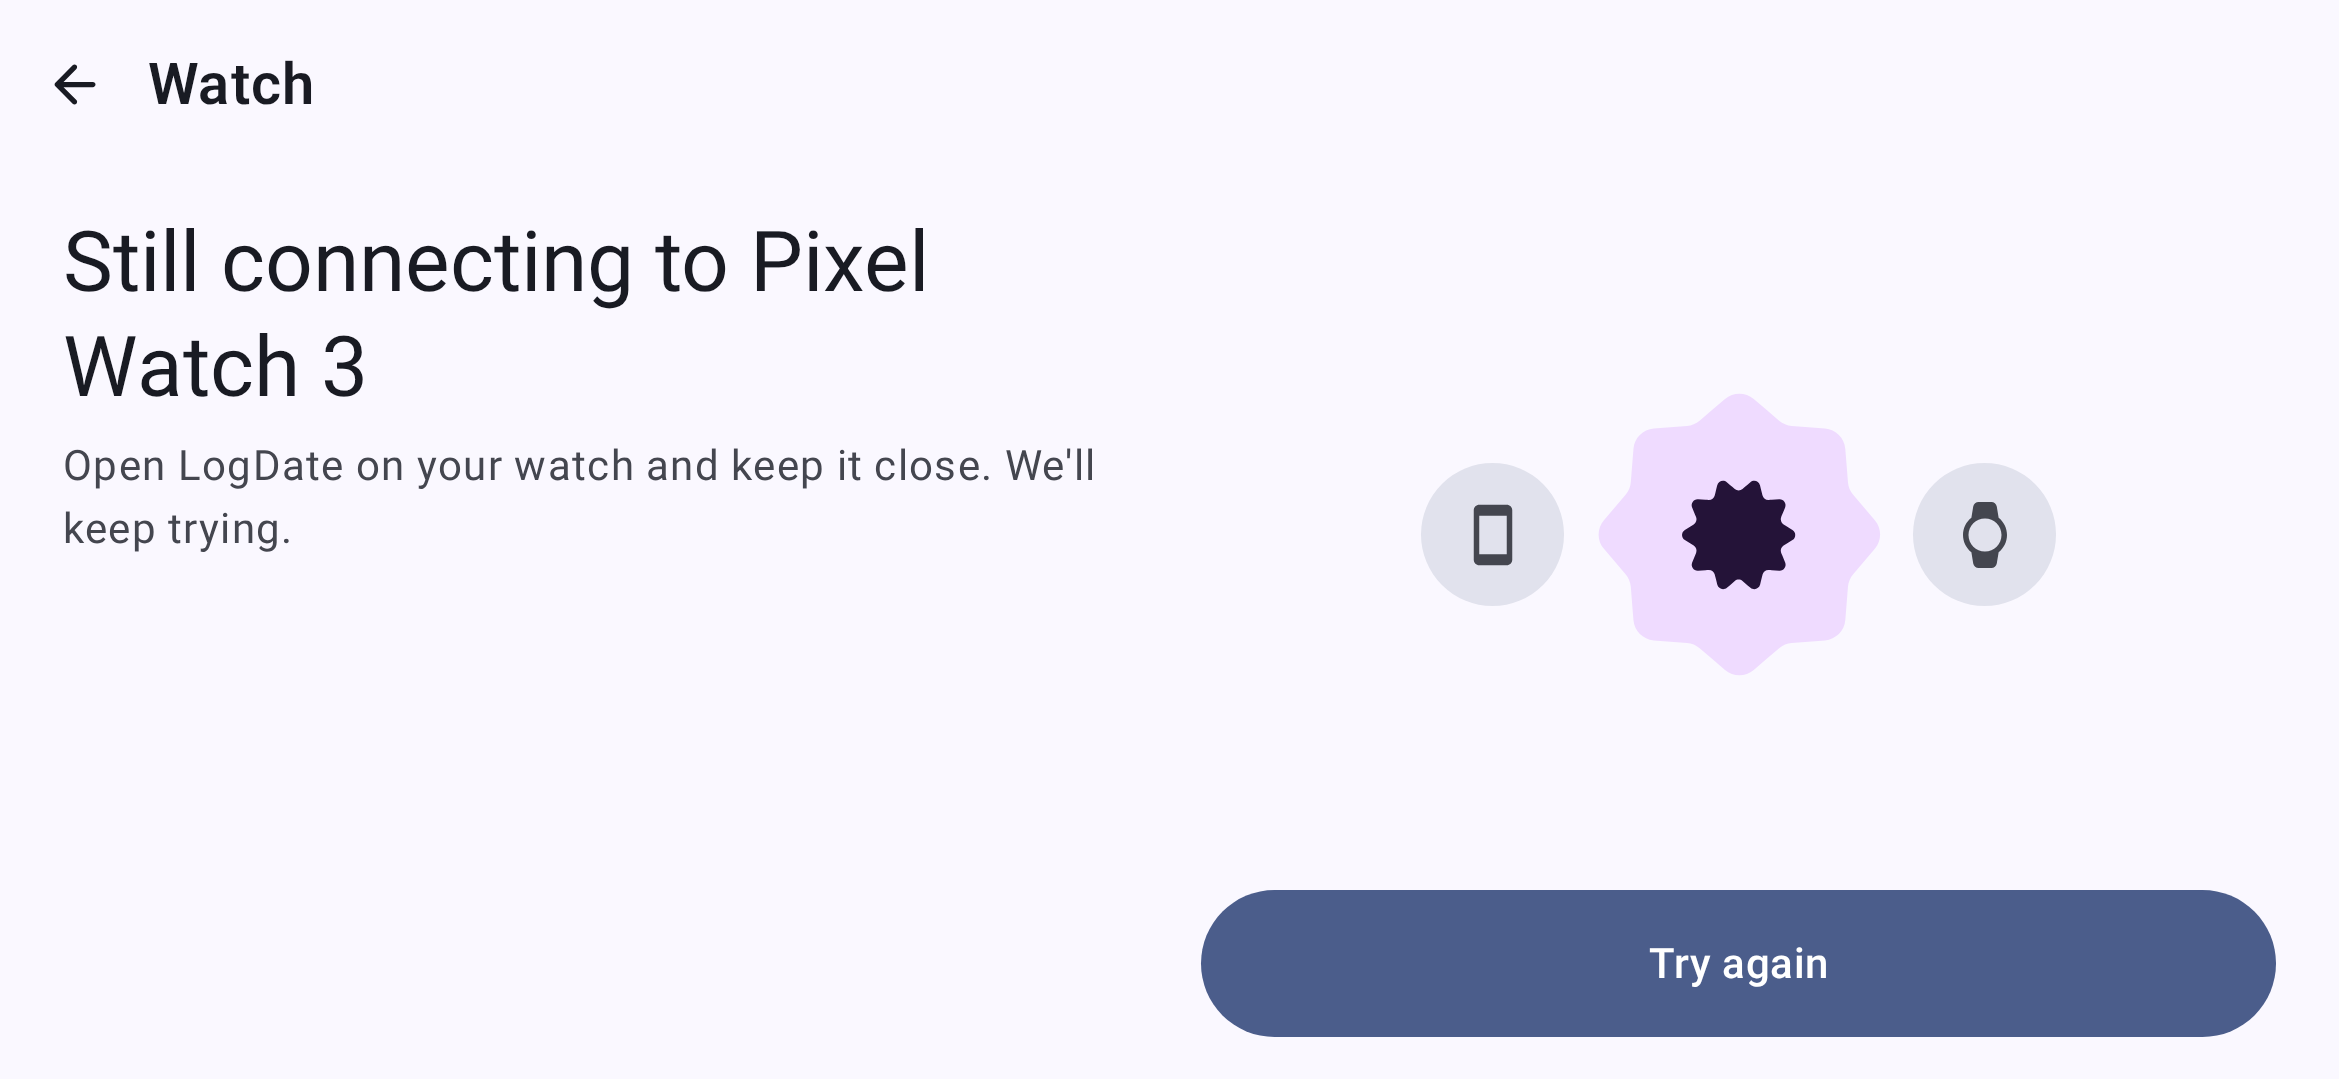 Watch
Still connecting to Pixel
Watch 3
Open LogDate on your watch and keep it close. We'll
keep trying.
Try again